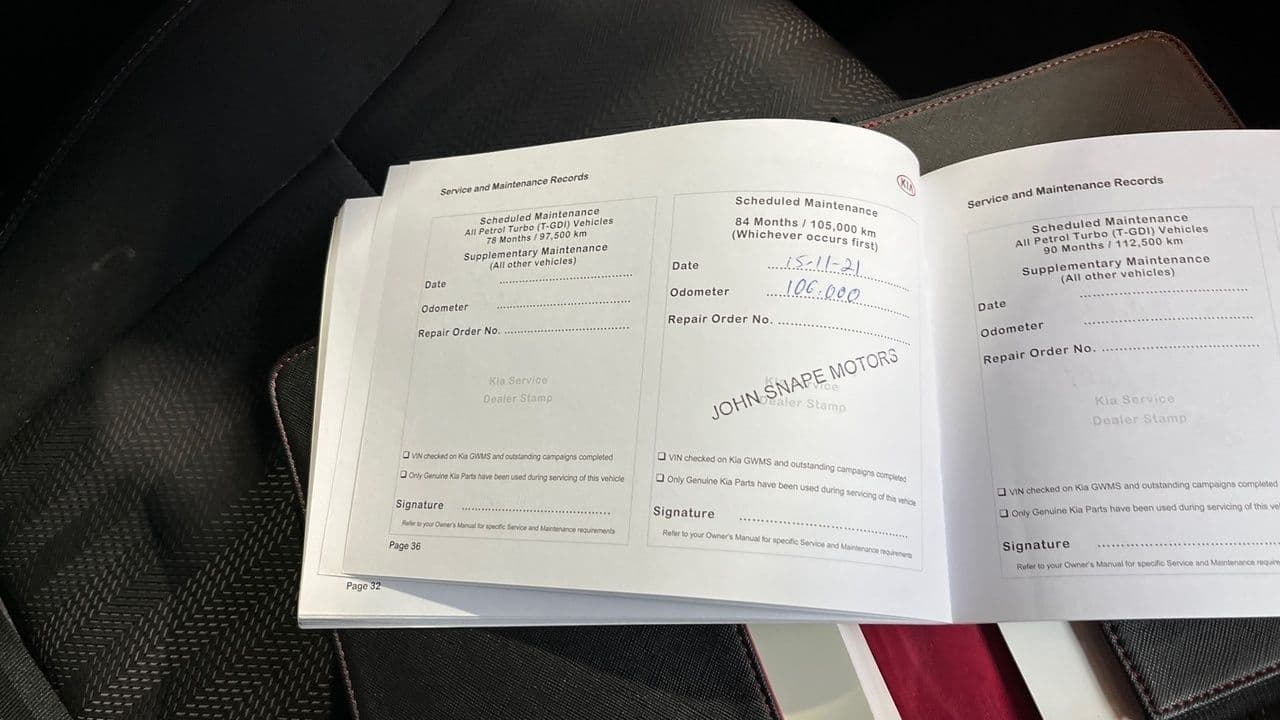 Service and Maintenance Records
Scheduled Maintenance
All Petrol Turbo (T-GDI) Vehicles
78 Months / 97,500 km
Supplementary Maintenance
(All other vehicles)
Date
Odometer
Repair Order No.
Kia Service
Dealer Stamp
VIN checked on Kia GWMS and outstanding campaigns completed
Only Genuine Kia Parts have been used during servicing of this vehicle
Signature
Refer to your Owner's Manual for specific Service and Maintenance requirements
Page 36
Page 32
KIA
Scheduled Maintenance
84 Months / 105,000 km
(Whichever occurs first)
Date 15-11-21
Odometer 106.000
Repair Order No.
JOHN SNAPE MOTORS
Dealer Stamp
VIN checked on Kia GWMS and outstanding campaigns completed
Only Genuine Kia Parts have been used during servicing of this vehicle
Signature
Refer to your Owner's Manual for specific Service and Maintenance requirements
Service and Maintenance Records
Scheduled Maintenance
All Petrol Turbo (T-GDI) Vehicles
90 Months / 112,500 km
Supplementary Maintenance
(All other vehicles)
Date
Odometer
Repair Order No.
Kia Service
Dealer Stamp
VIN checked on Kia GWMS and outstanding campaigns completed
Only Genuine Kia Parts have been used during servicing of this
Signature
Refer to your Owner's Manual for specific Service and Maintenance